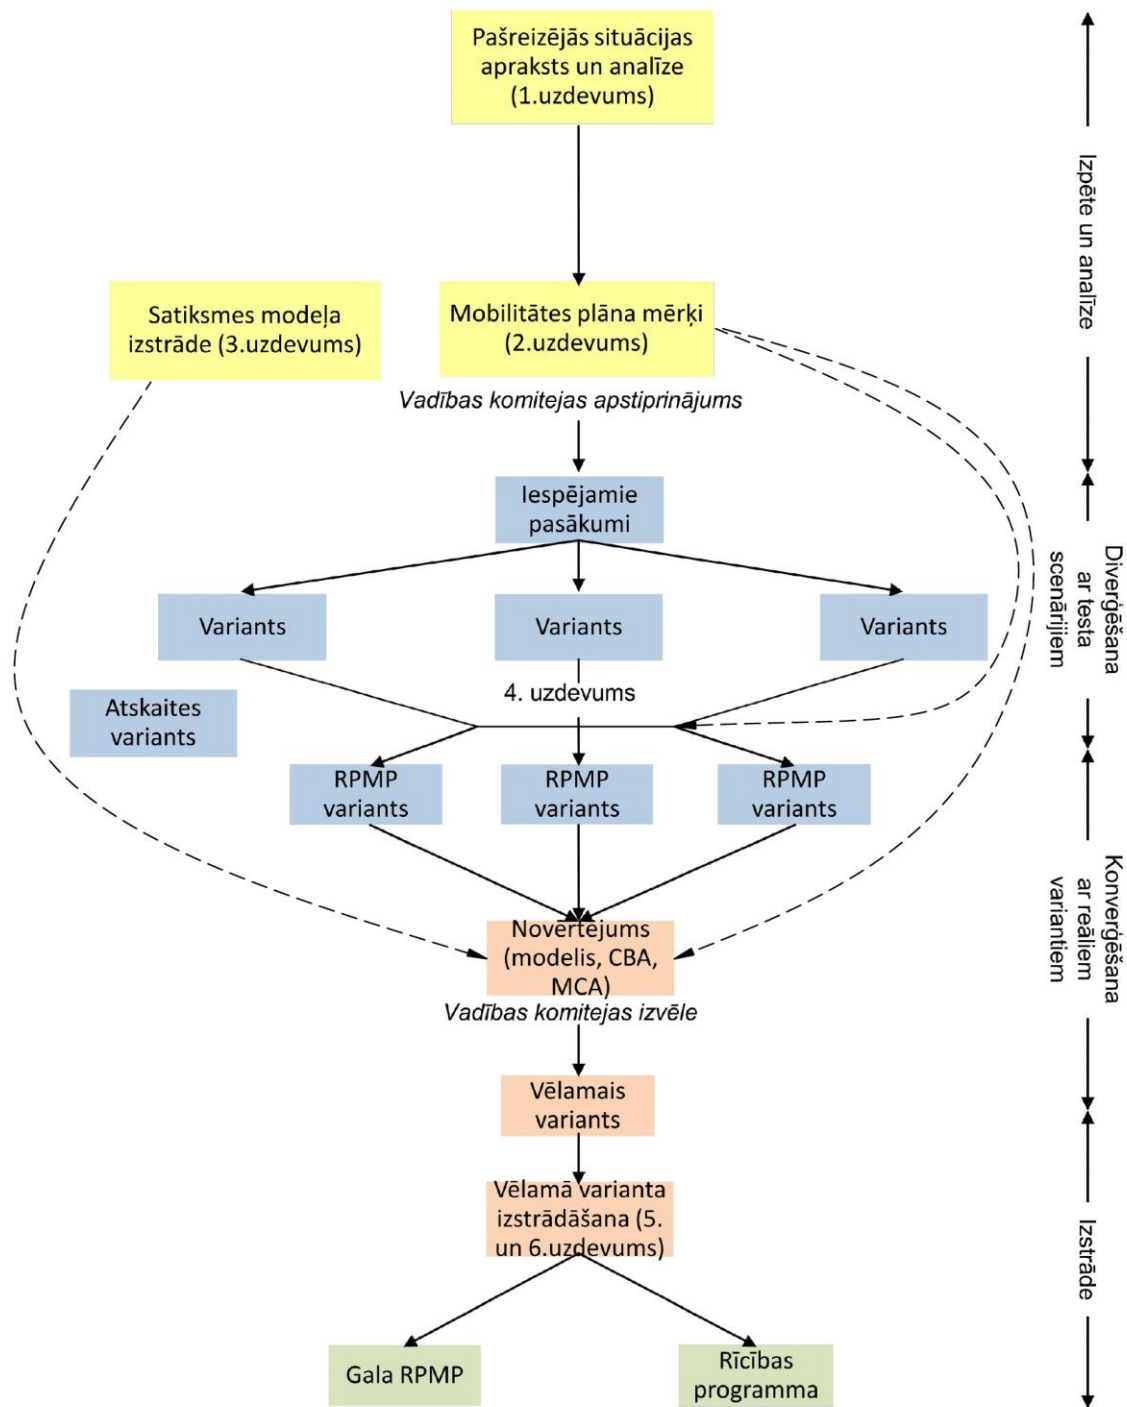 Pašreizējās situācijas
apraksts un analīze
(1.uzdevums)
Satiksmes modeļa
izstrāde (3.uzdevums)
Mobilitātes plāna mērķi
(2.uzdevums)
Vadības komitejas apstiprinājums
Iespējamie
pasākumi
Variants
Variants
Variants
4. uzdevums
Atskaites
variants
RPMP
variants
RPMP
variants
RPMP
variants
Novērtējums
(modelis, CBA,
MCA)
Vadības komitejas izvēle
Vēlamais
variants
Vēlamā varianta
izstrādāšana (5.
un 6.uzdevums)
Gala RPMP
Rīcības
programma
Izpēte un analīze
Diverģēšana
ar testa
scenārijiem
Konverģēšana
ar reāliem
variantiem
Izstrāde